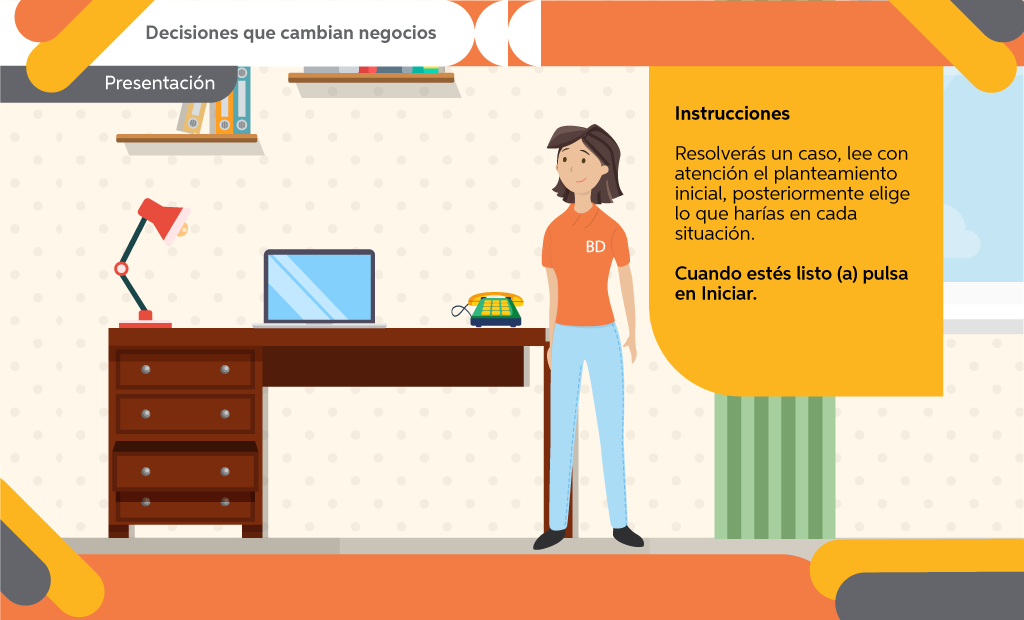 Decisiones que cambian negocios
Presentación
Instrucciones
Resolverás un caso, lee con
atención el planteamiento
inicial, posteriormente elige
lo que harías en cada
situación.
Cuando estés listo (a) pulsa
en Iniciar.
BD